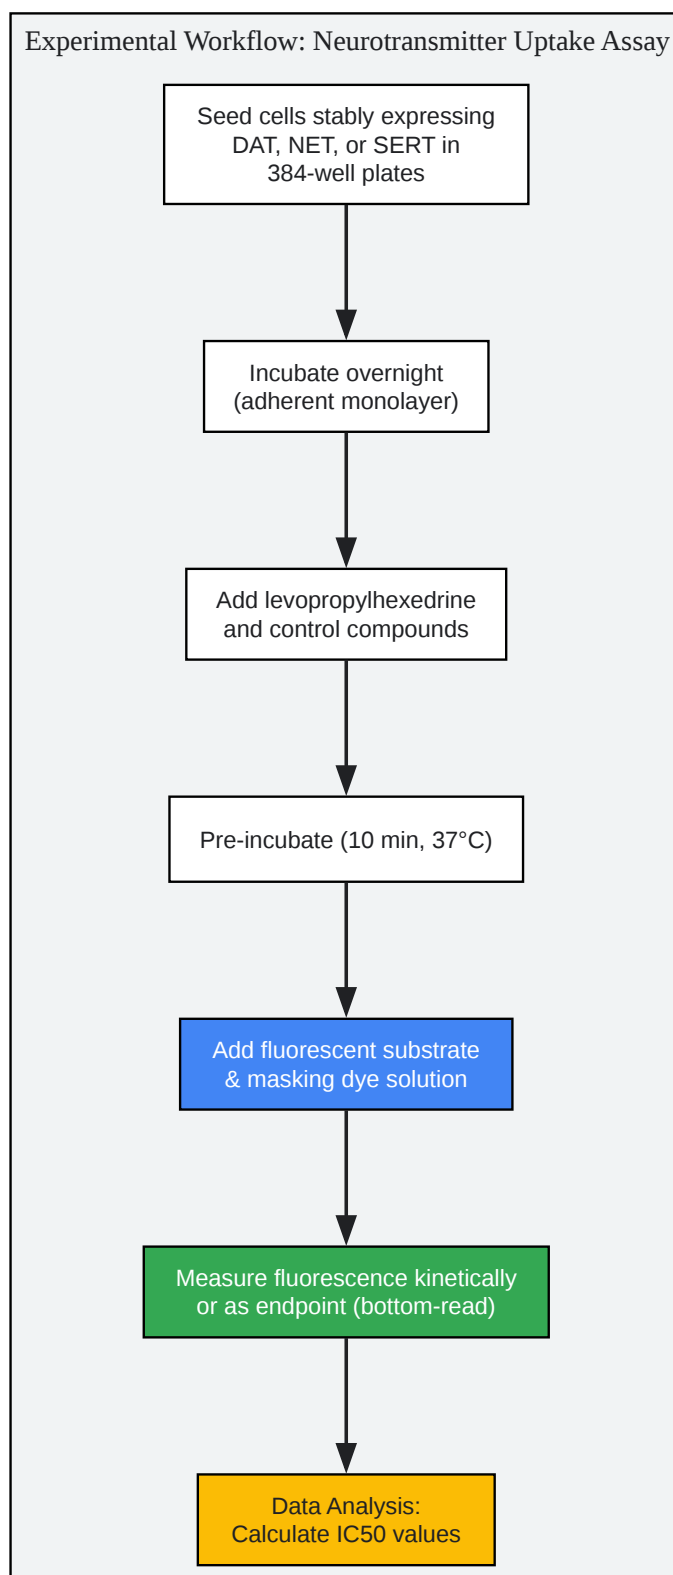 Experimental Workflow: Neurotransmitter Uptake Assay
Seed cells stably expressing
DAT, NET, or SERT in
384-well plates
Incubate overnight
(adherent monolayer)
Add levopropylhexedrine
and control compounds
Pre-incubate (10 min, 37°C)
Add fluorescent substrate
& masking dye solution
Measure fluorescence kinetically
or as endpoint (bottom-read)
Data Analysis:
Calculate IC50 values